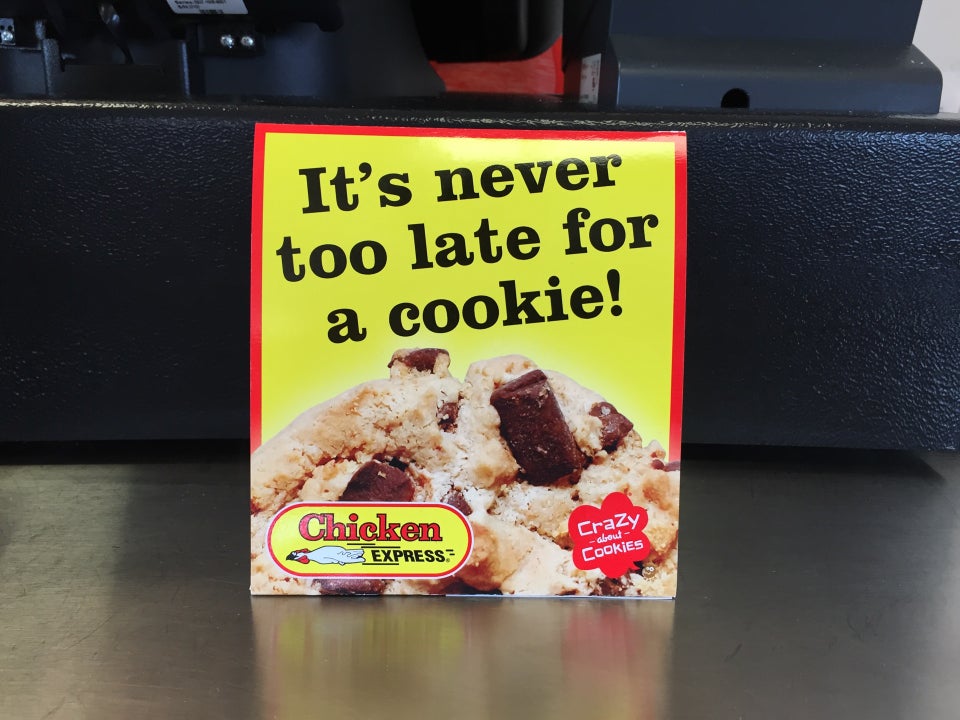 It's never
too late for
a cookie!
Chicken
EXPRESS
CraZy
- about -
CookiEs